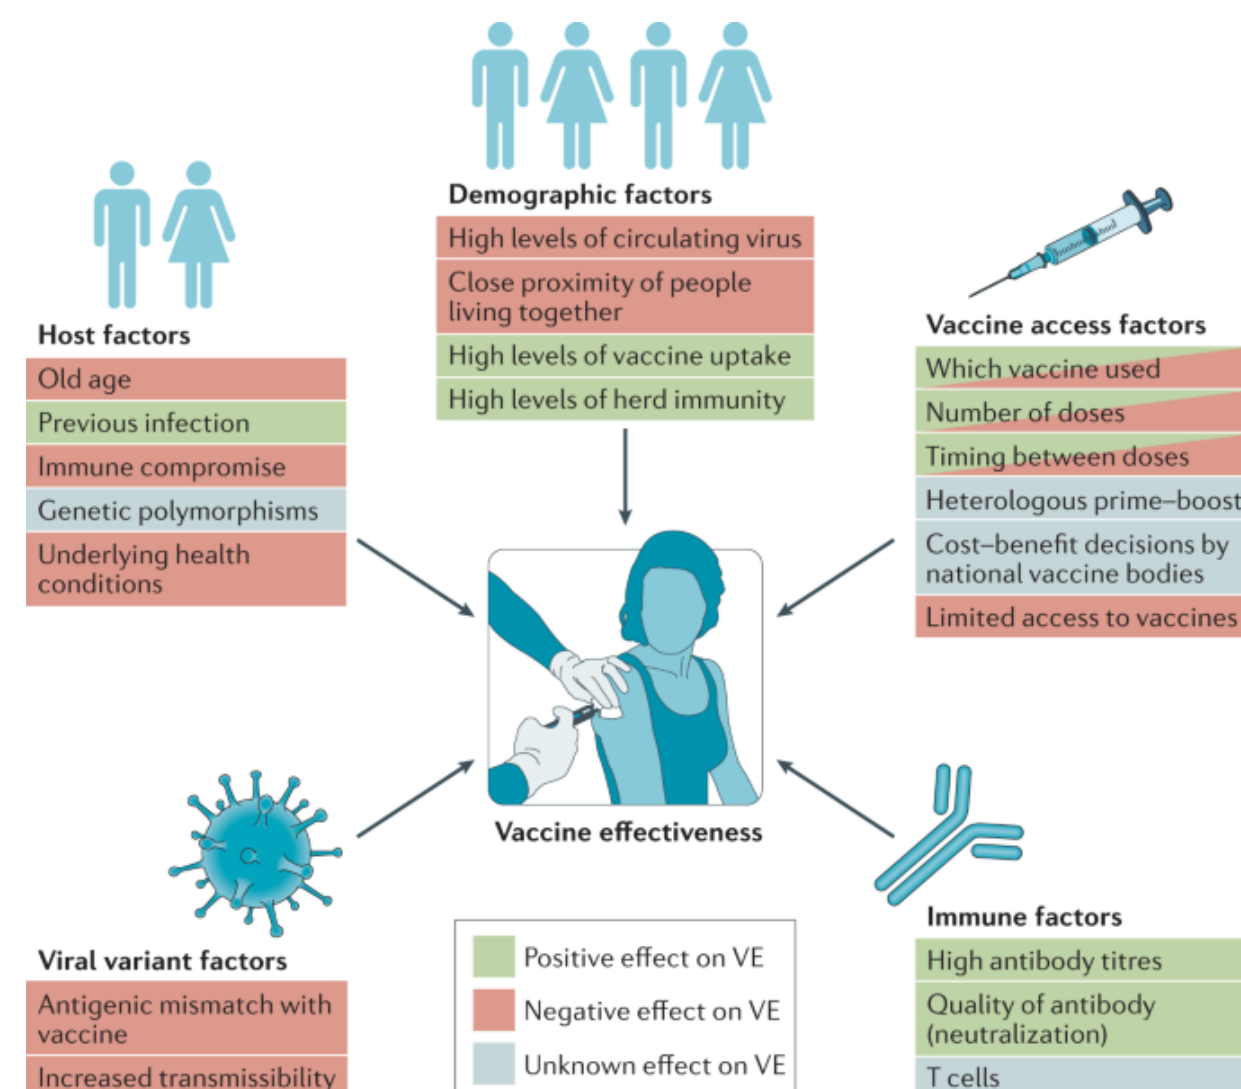 Demographic factors
High levels of circulating virus
Close proximity of people
living together
High levels of vaccine uptake
High levels of herd immunity
Host factors
Old age
Previous infection
Immune compromise
Genetic polymorphisms
Underlying health
conditions
Vaccine access factors
Which vaccine used
Number of doses
Timing between doses
Heterologous prime–boost
Cost–benefit decisions by
national vaccine bodies
Limited access to vaccines
Vaccine effectiveness
Viral variant factors
Antigenic mismatch with
vaccine
Increased transmissibility
Positive effect on VE
Negative effect on VE
Unknown effect on VE
Immune factors
High antibody titres
Quality of antibody
(neutralization)
T cells